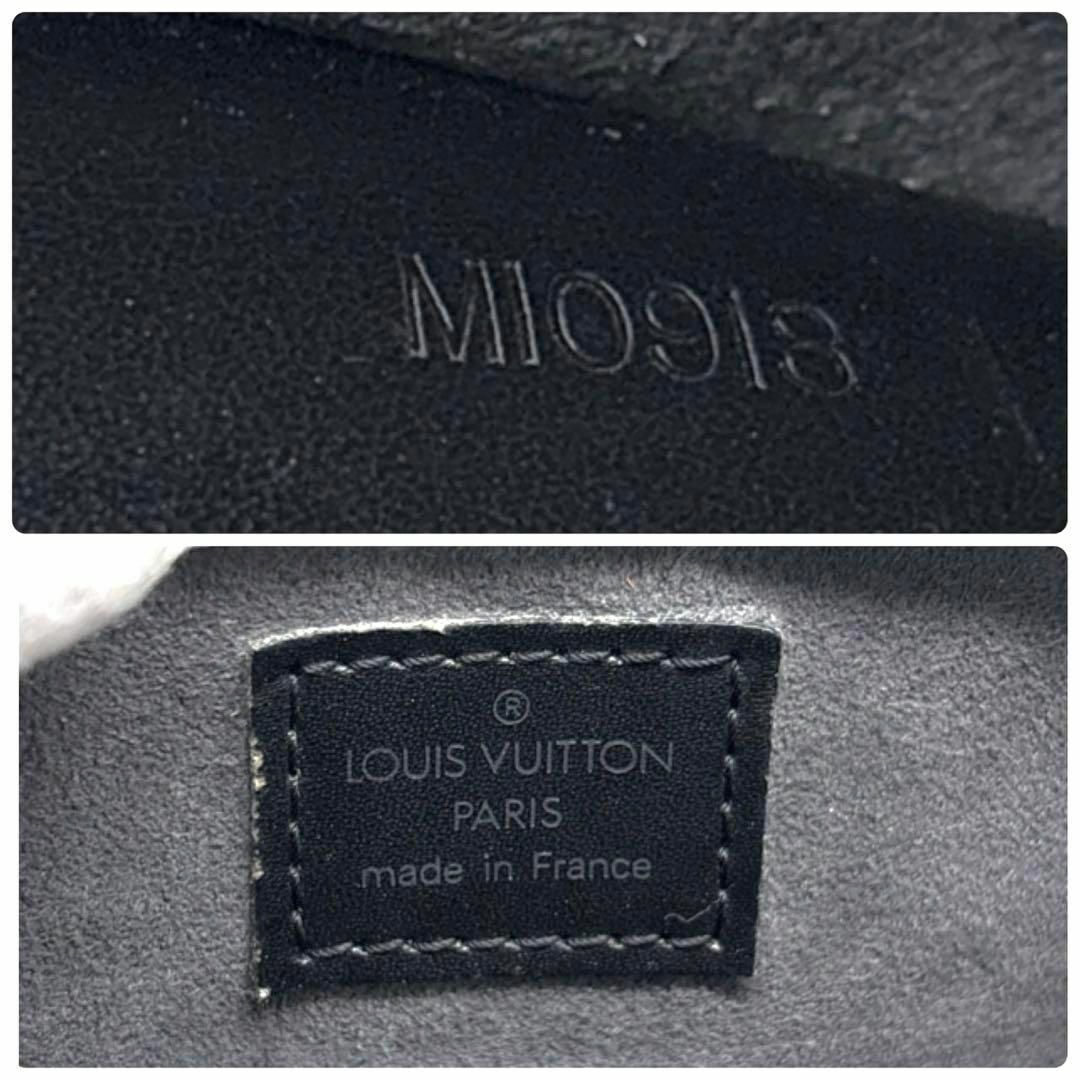 MI0913
®
LOUIS VUITTON
PARIS
made in France